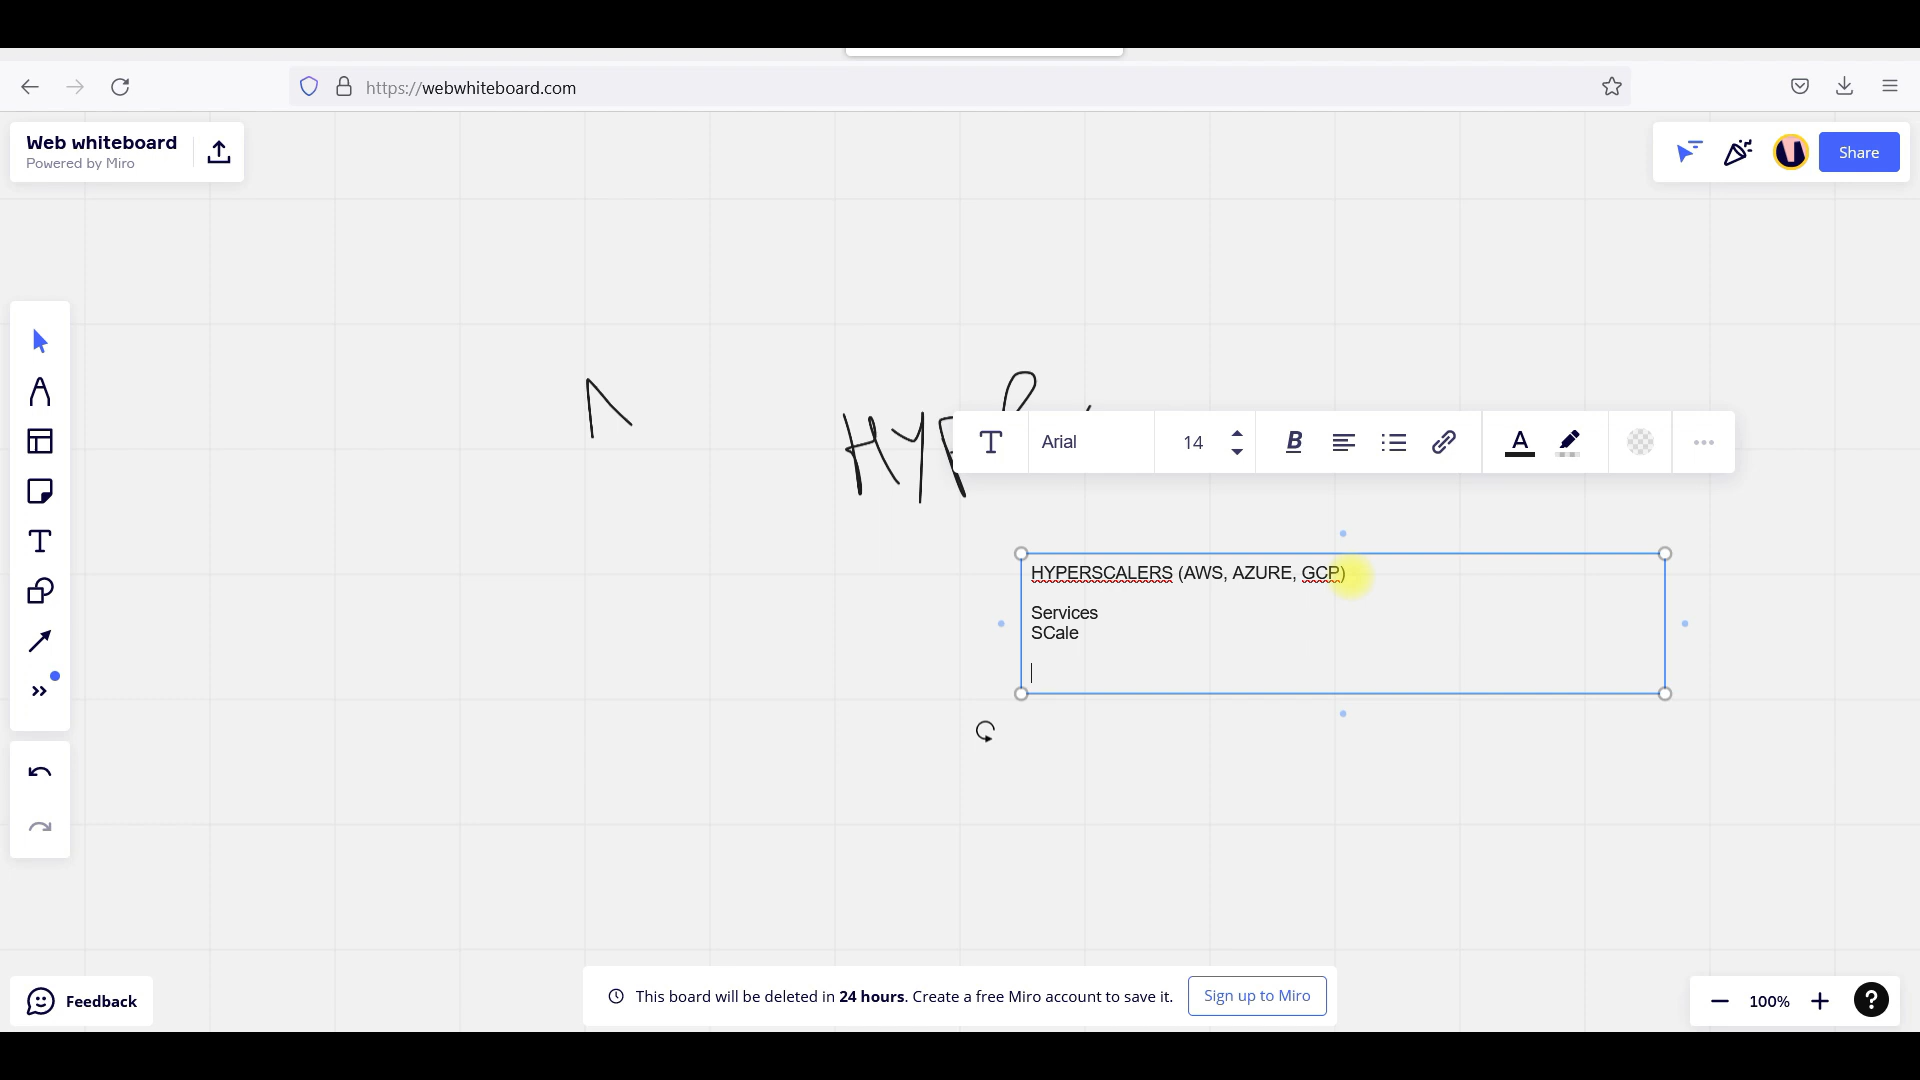 https://webwhiteboard.com
Web whiteboard
Powered by Miro
Share
HYP
Arial
14
B
A
HYPERSCALERS (AWS, AZURE, GCP)
Services
SCale
Feedback
This board will be deleted in 24 hours. Create a free Miro account to save it.
Sign up to Miro
100%